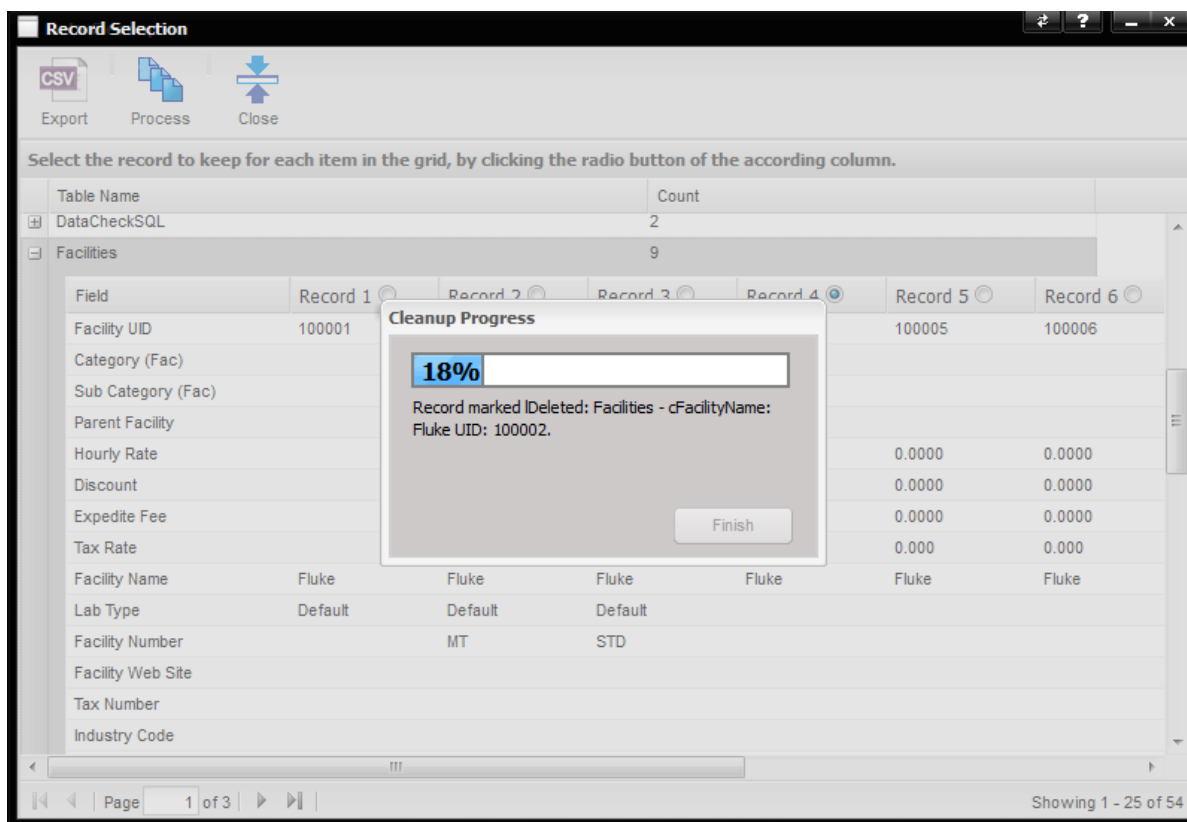 Record Selection
?
CSV
Export Process Close
Select the record to keep for each item in the grid, by clicking the radio button of the according column.
Table Name Count
DataCheckSQL 2
Facilities 9
Field Record 1 Record 2 Record 3 Record 4 Record 5 Record 6
Cleanup Progress
Facility UID 100001 100005 100006
Category (Fac)
18%
Sub Category (Fac)
Record marked lDeleted: Facilities - cFacilityName:
Fluke UID: 100002.
Parent Facility
Hourly Rate 0.0000 0.0000
Discount 0.0000 0.0000
Expedite Fee 0.0000 0.0000
Finish
Tax Rate 0.000 0.000
Facility Name Fluke Fluke Fluke Fluke Fluke Fluke
Lab Type Default Default Default
Facility Number MT STD
Facility Web Site
Tax Number
Industry Code
Page 1 of 3 Showing 1 - 25 of 54